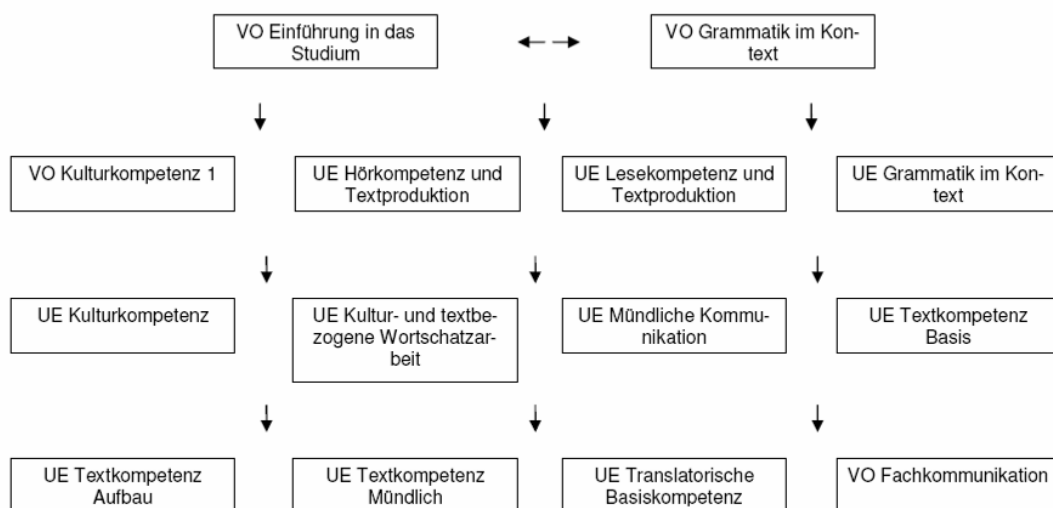 VO Einführung in das
Studium
VO Grammatik im Kon-
text
VO Kulturkompetenz 1
UE Hörkompetenz und
Textproduktion
UE Lesekompetenz und
Textproduktion
UE Grammatik im Kon-
text
UE Kulturkompetenz
UE Kultur- und textbe-
zogene Wortschatzar-
beit
UE Mündliche Kommu-
nikation
UE Textkompetenz
Basis
UE Textkompetenz
Aufbau
UE Textkompetenz
Mündlich
UE Translatorische
Basiskompetenz
VO Fachkommunikation